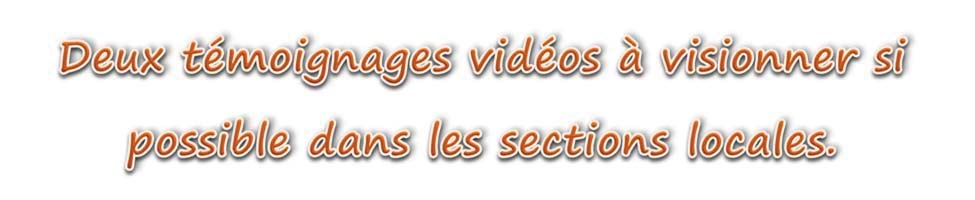 Deux témoignages vidéos à visionner si
possible dans les sections locales.